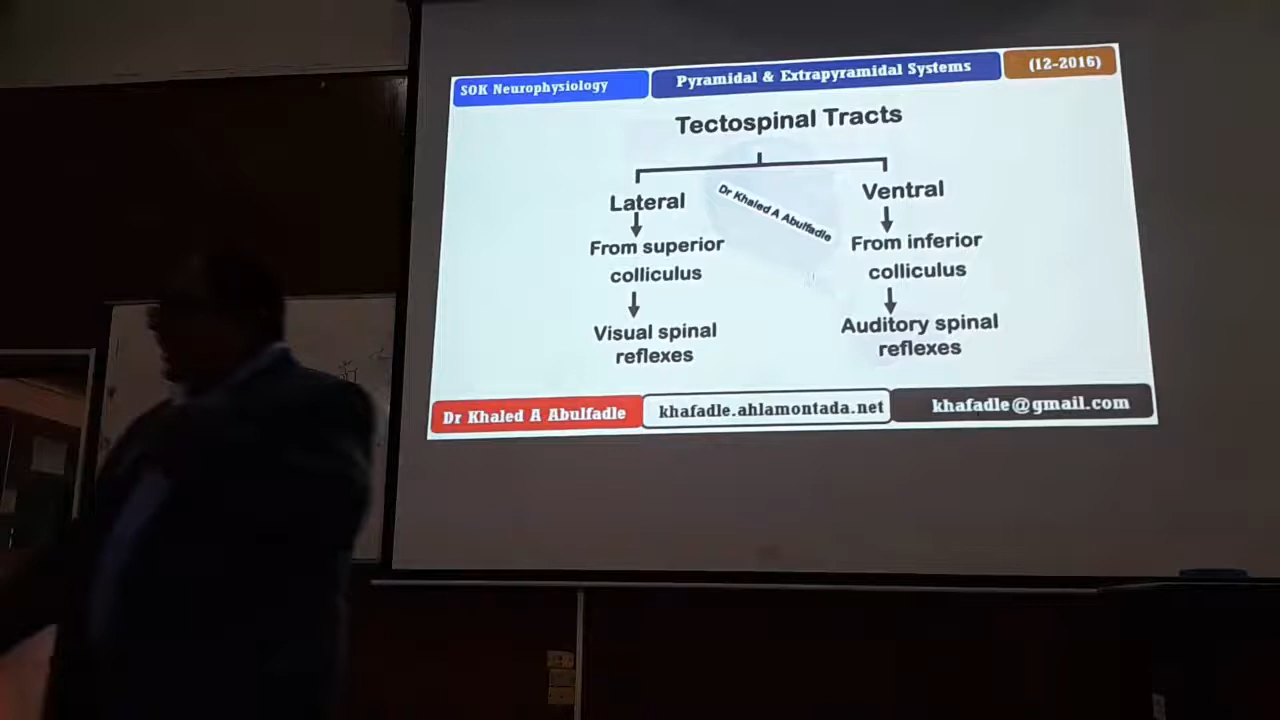 SOK Neurophysiology
Pyramidal & Extrapyramidal Systems
(12-2016)
Tectospinal Tracts
Lateral
Ventral
Dr Khaled A Abulfadle
From superior
colliculus
From inferior
colliculus
Visual spinal
reflexes
Auditory spinal
reflexes
Dr Khaled A Abulfadle
khafadle.ahlamontada.net
khafadle@gmail.com